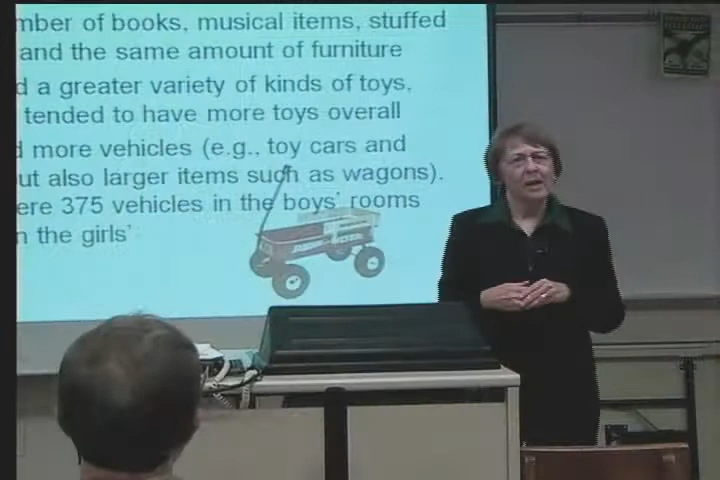 mber of books, musical items, stuffed
and the same amount of furniture
d a greater variety of kinds of toys,
tended to have more toys overall
d more vehicles (e.g., toy cars and
ut also larger items such as wagons).
ere 375 vehicles in the boys' rooms
n the girls'